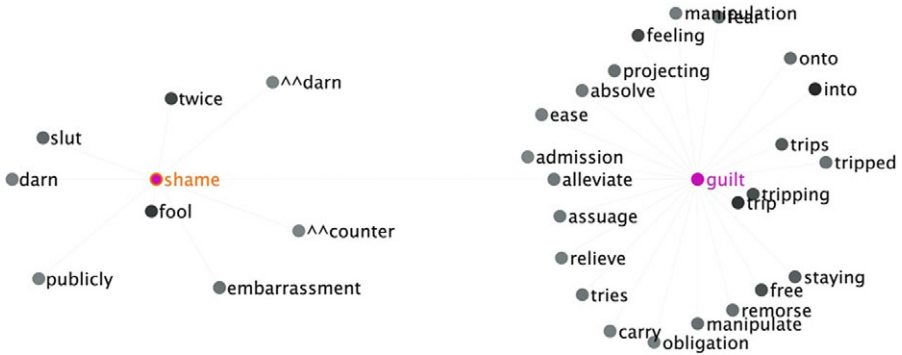 manipulation
fear
feeling
onto
projecting
^^darn
into
absolve
twice
ease
slut
trips
admission
tripped
darn
shame
alleviate
guilt
tripping
trip
fool
assuage
^^counter
relieve
publicly
staying
embarrassment
free
tries
remorse
manipulate
carry
obligation